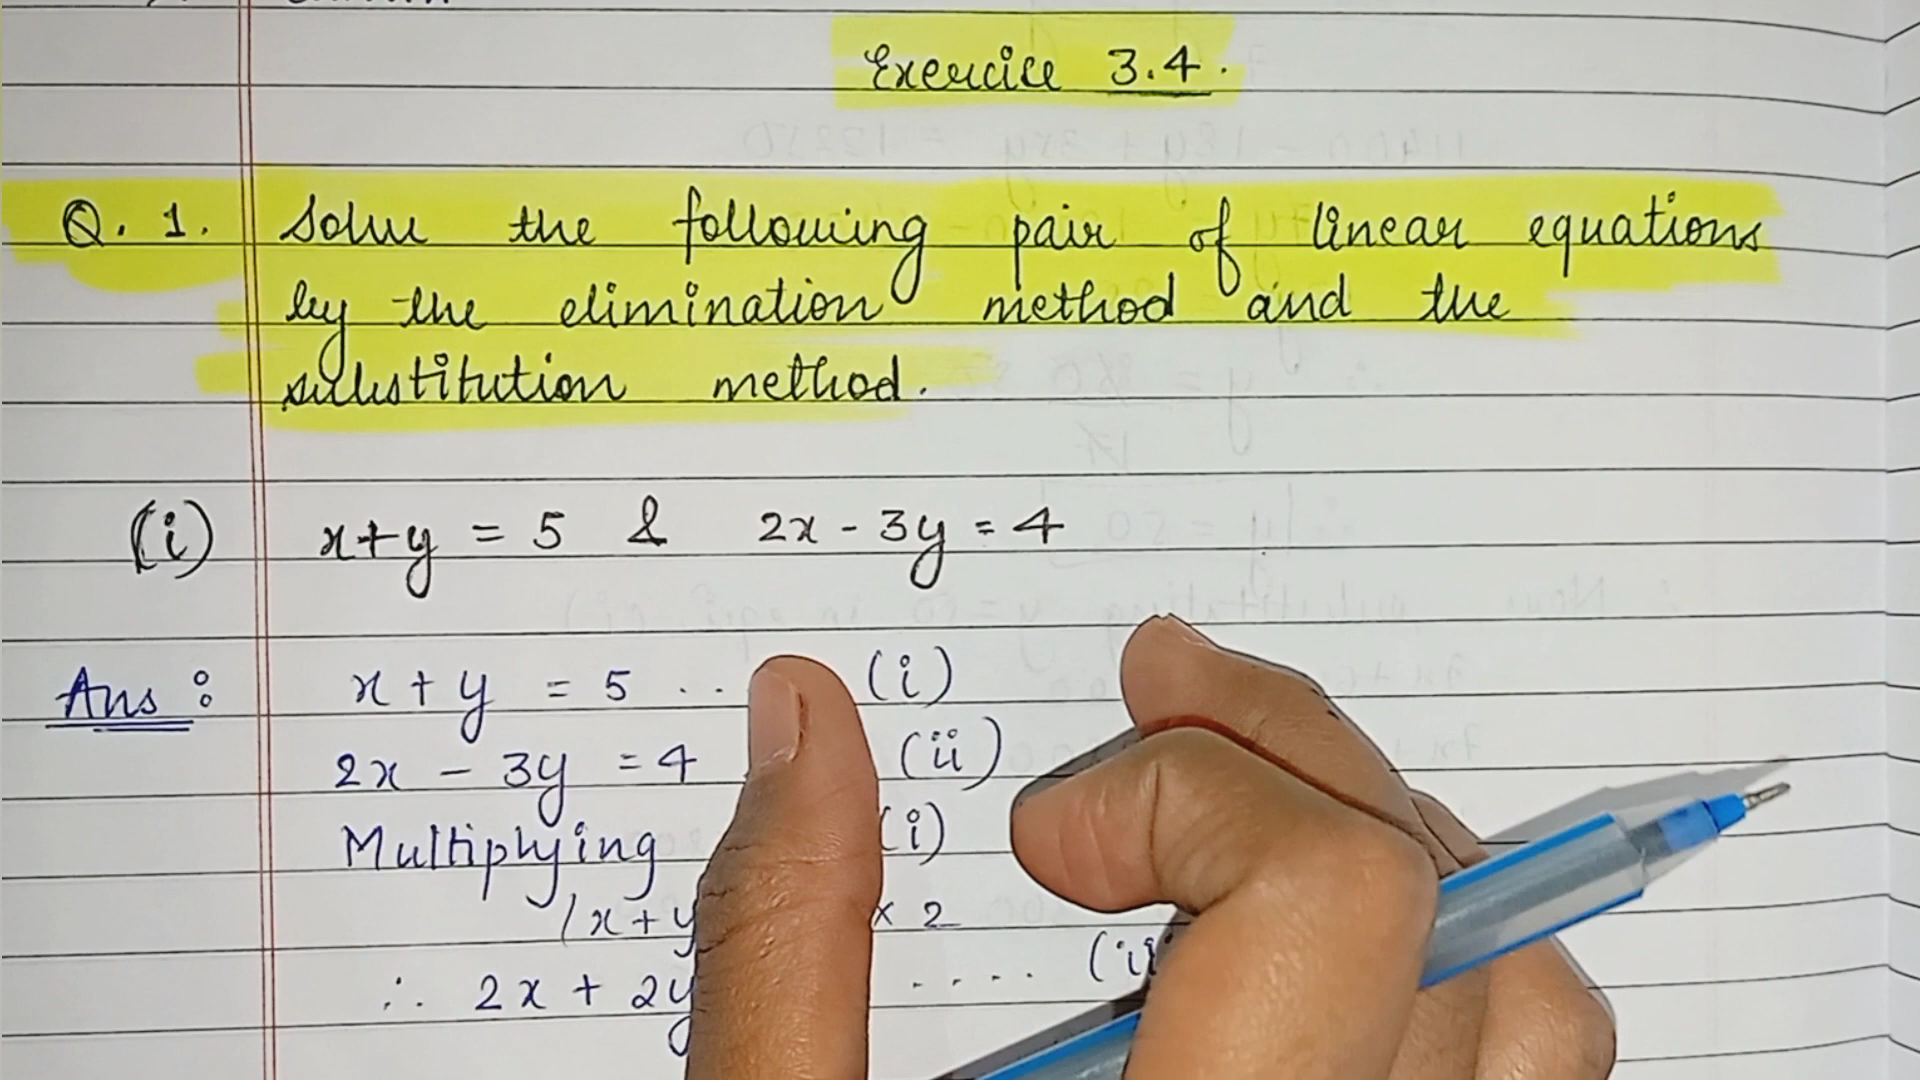 Exercise 3.4.
Q. 1. Solve the following pair of linear equations
by the elimination method and the
substitution method.
(i) x+y = 5 & 2x - 3y = 4
Ans : x + y = 5 .. (i)
2x - 3y = 4 (ii)
Multiplying (i)
(x + y × 2
∴ 2x + 2y .... (ii